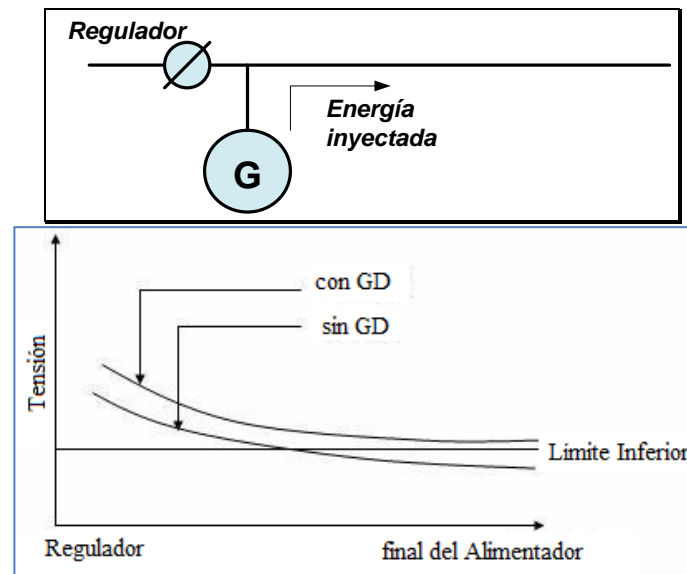 Regulador
Energía
inyectada
G
con GD
sin GD
Tensión
Límite Inferior
Regulador
final del Alimentador